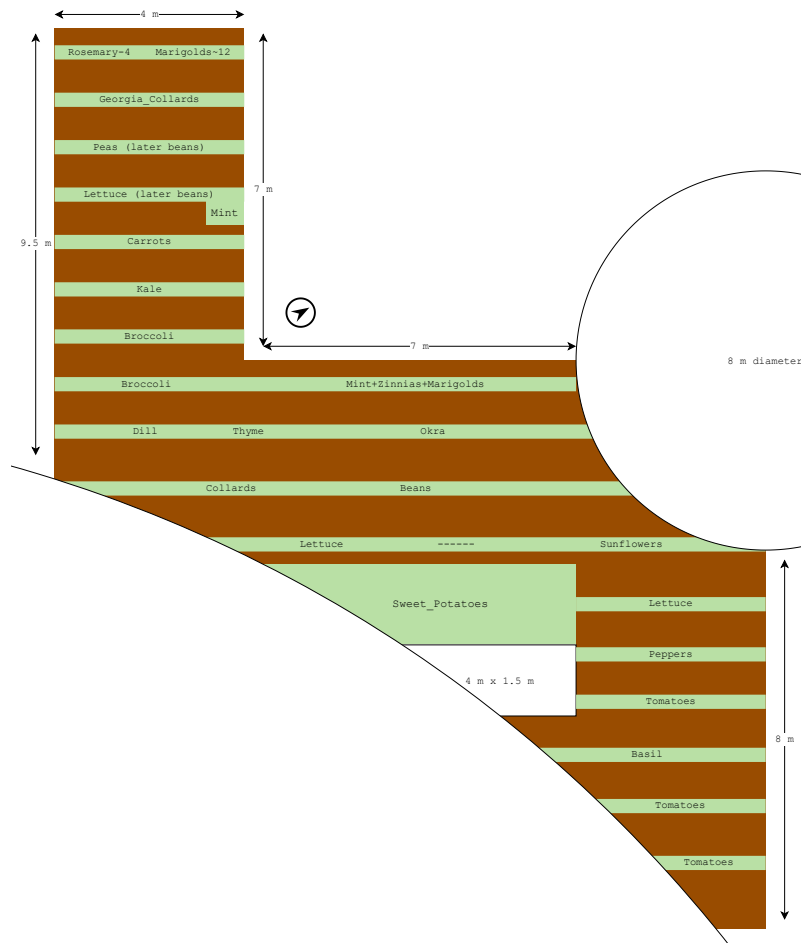 4 m
Rosemary-4 Marigolds~12
Georgia_Collards
Peas (later beans)
7 m
Lettuce (later beans)
Mint
9.5 m
Carrots
Kale
Broccoli
7 m
8 m diameter
Broccoli Mint+Zinnias+Marigolds
Dill Thyme Okra
Collards Beans
Lettuce ------ Sunflowers
Sweet_Potatoes
Lettuce
Peppers
4 m x 1.5 m
Tomatoes
8 m
Basil
Tomatoes
Tomatoes